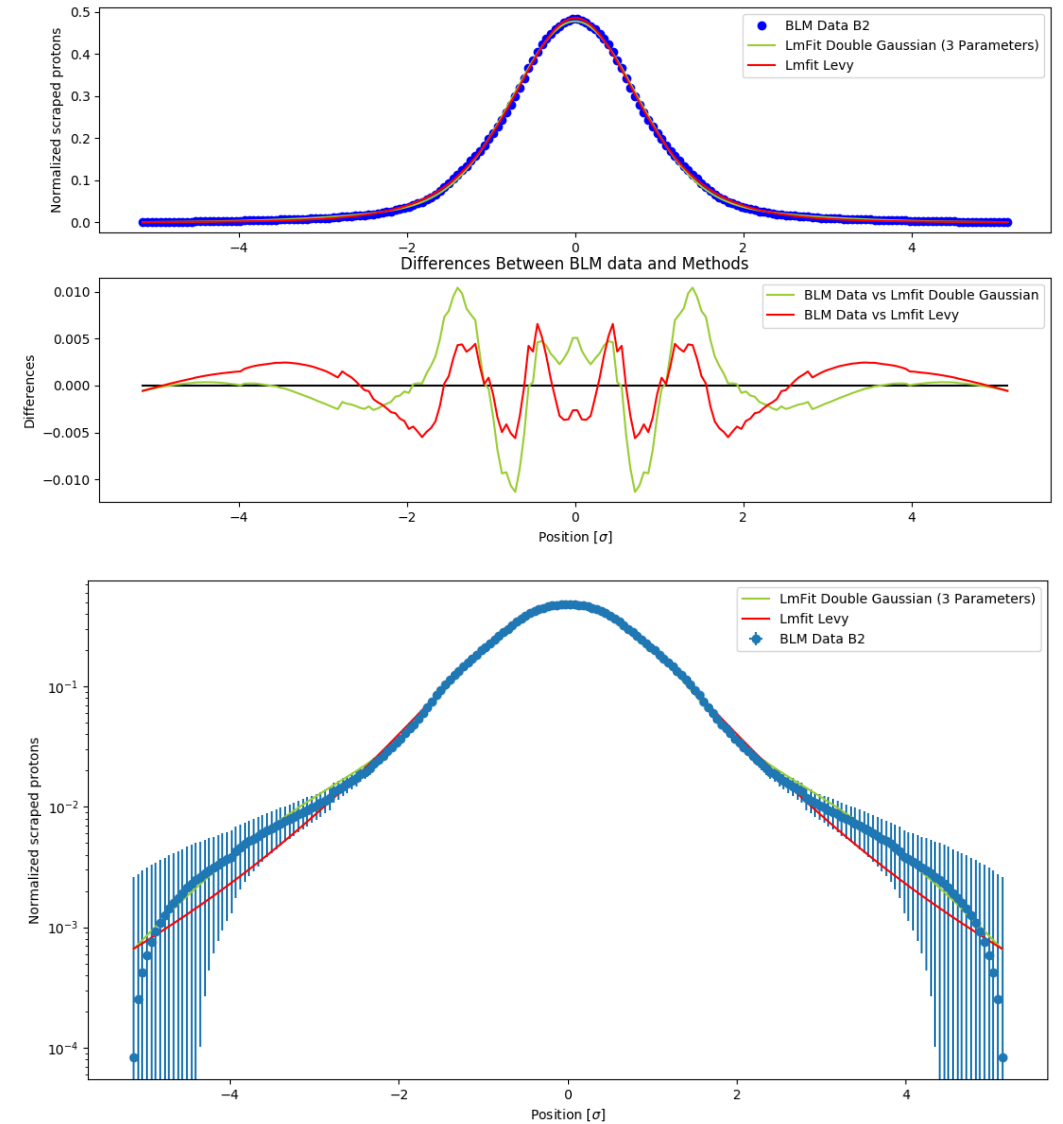 0.5
0.4
0.3
0.2
0.1
0.0
Normalized scraped protons
BLM Data B2
LmFit Double Gaussian (3 Parameters)
Lmfit Levy
−4
−2
0
2
4
Differences Between BLM data and Methods
0.010
0.005
0.000
−0.005
−0.010
Differences
BLM Data vs Lmfit Double Gaussian
BLM Data vs Lmfit Levy
−4
−2
0
2
4
Position [σ]
10⁻¹
10⁻²
10⁻³
10⁻⁴
Normalized scraped protons
LmFit Double Gaussian (3 Parameters)
Lmfit Levy
BLM Data B2
−4
−2
0
2
4
Position [σ]